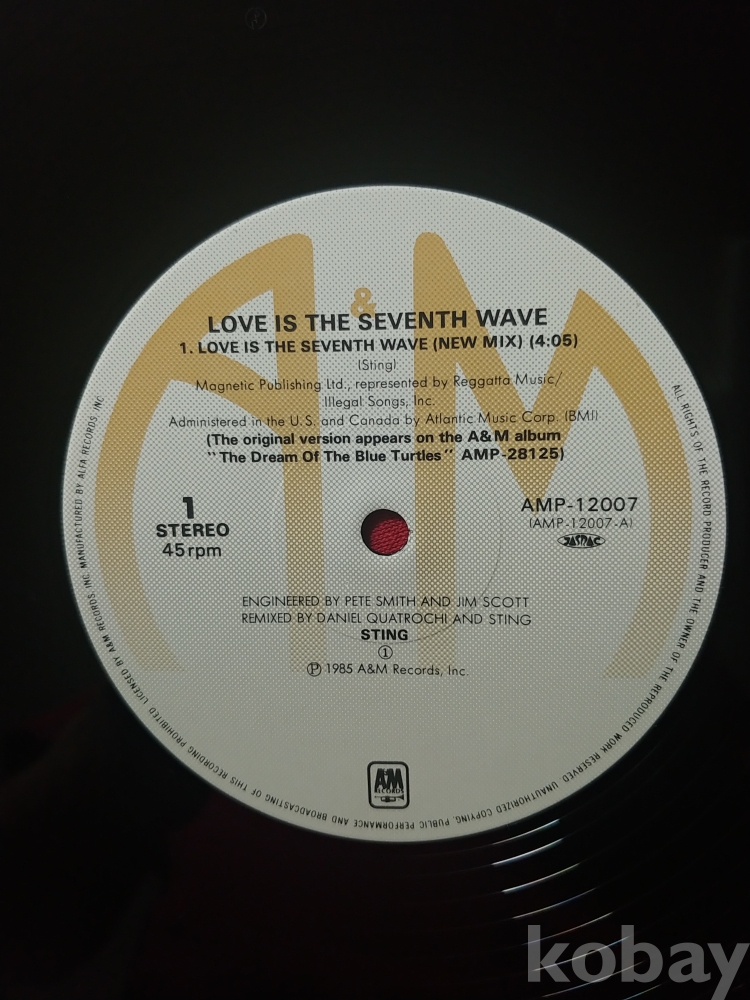 &
LOVE IS THE SEVENTH WAVE
1. LOVE IS THE SEVENTH WAVE (NEW MIX) (4:05)
(Sting)
Magnetic Publishing Ltd., represented by Reggatta Music/
Illegal Songs, Inc.
Administered in the U.S. and Canada by Atlantic Music Corp. (BMI)
(The original version appears on the A&M album
"The Dream Of The Blue Turtles" AMP-28125)
1
STEREO
45 rpm
AMP-12007
(AMP-12007-A)
JASRAC
ENGINEERED BY PETE SMITH AND JIM SCOTT
REMIXED BY DANIEL QUATROCHI AND STING
STING
①
℗ 1985 A&M Records, Inc.
A&M
RECORDS
ALL RIGHTS OF THE RECORD PRODUCER AND THE OWNER OF THE REPRODUCED WORK RESERVED. UNAUTHORIZED COPYING, PUBLIC PERFORMANCE AND BROADCASTING OF THIS RECORDING PROHIBITED. LICENSED BY A&M RECORDS, INC. MANUFACTURED BY ALFA RECORDS, INC.
kobay